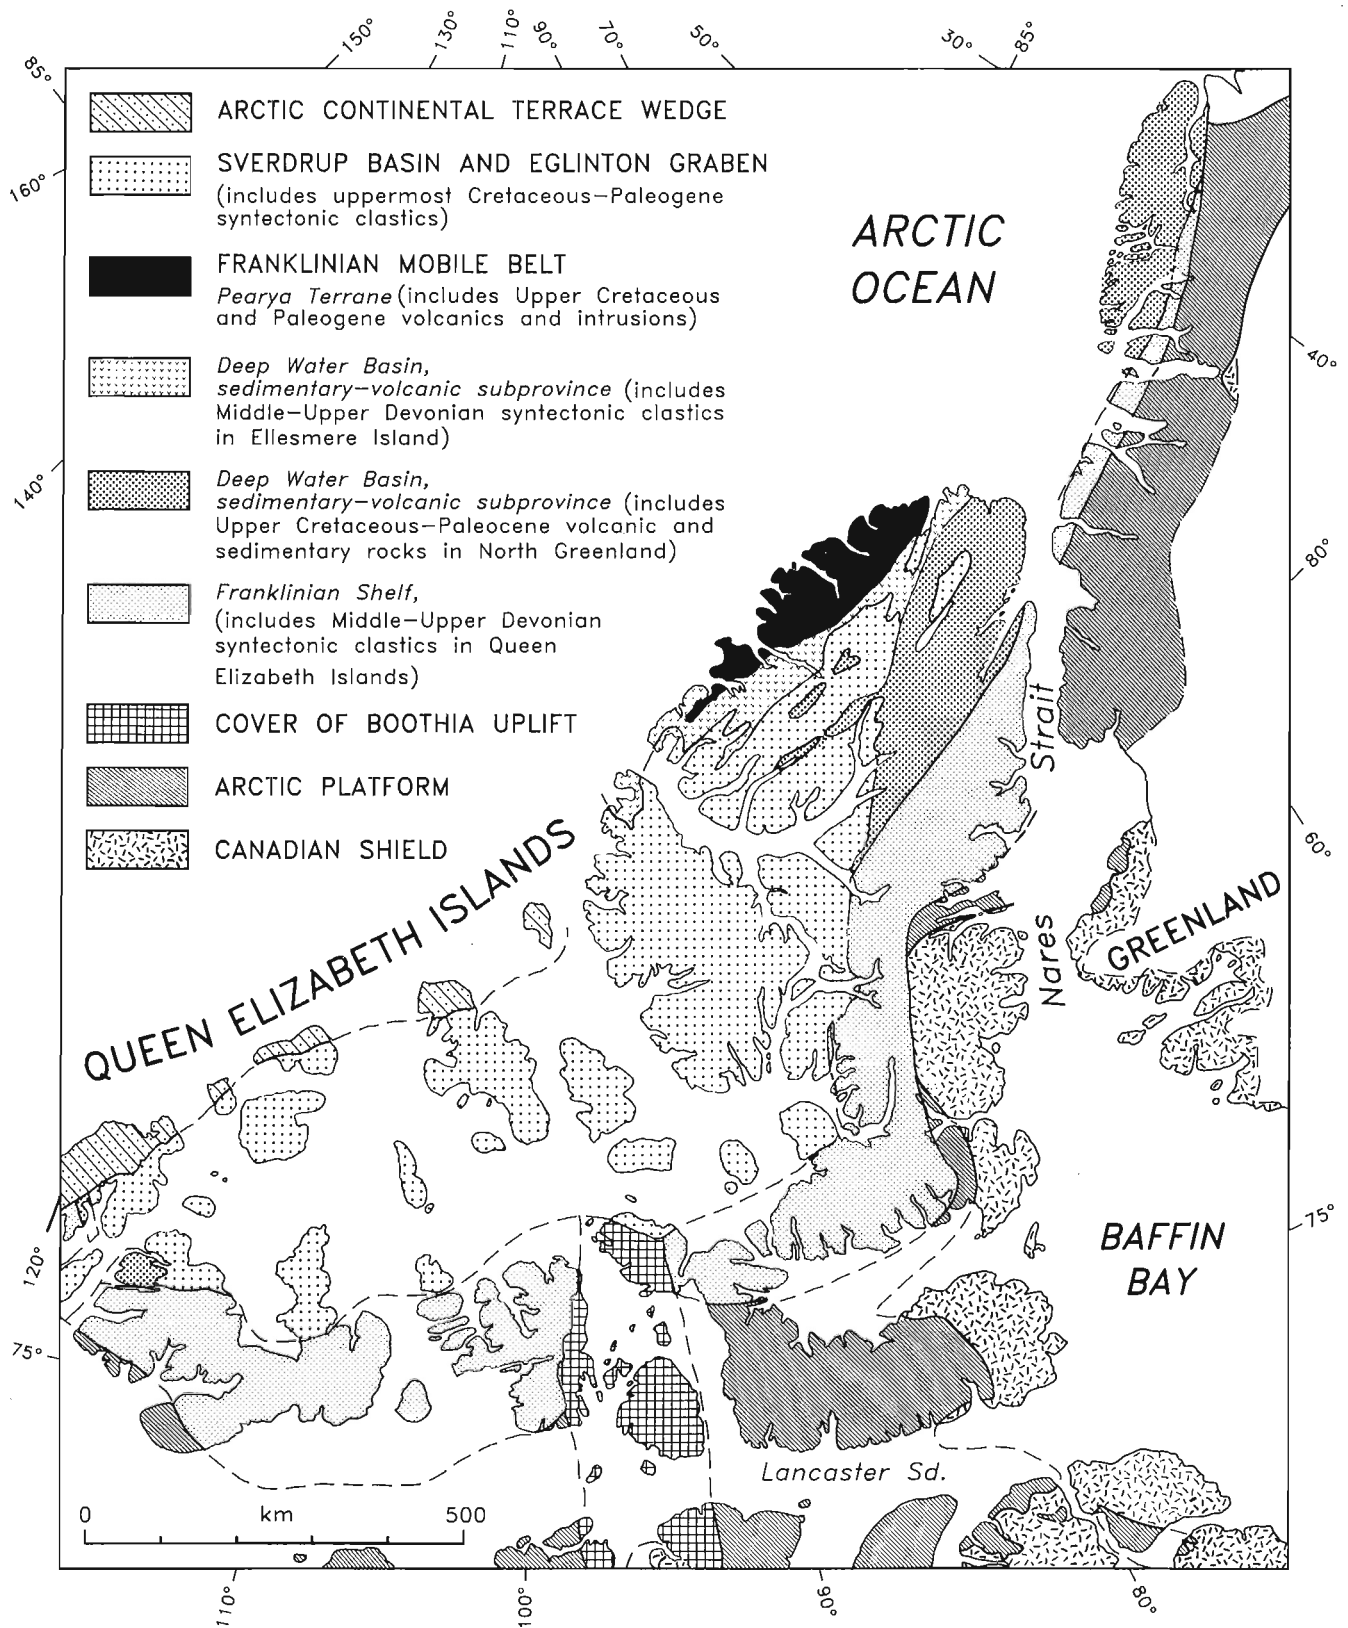 150°
130°
110°
90°
70°
50°
30°
85°
85°
160°
140°
120°
75°
ARCTIC CONTINENTAL TERRACE WEDGE
SVERDRUP BASIN AND EGLINTON GRABEN
(includes uppermost Cretaceous–Paleogene
syntectonic clastics)
FRANKLINIAN MOBILE BELT
Pearya Terrane (includes Upper Cretaceous
and Paleogene volcanics and intrusions)
Deep Water Basin,
sedimentary–volcanic subprovince (includes
Middle–Upper Devonian syntectonic clastics
in Ellesmere Island)
Deep Water Basin,
sedimentary–volcanic subprovince (includes
Upper Cretaceous–Paleocene volcanic and
sedimentary rocks in North Greenland)
Franklinian Shelf,
(includes Middle–Upper Devonian
syntectonic clastics in Queen
Elizabeth Islands)
COVER OF BOOTHIA UPLIFT
ARCTIC PLATFORM
CANADIAN SHIELD
ARCTIC
OCEAN
QUEEN ELIZABETH ISLANDS
Nares Strait
GREENLAND
BAFFIN
BAY
Lancaster Sd.
0 km 500
40°
80°
60°
75°
110°
100°
90°
80°